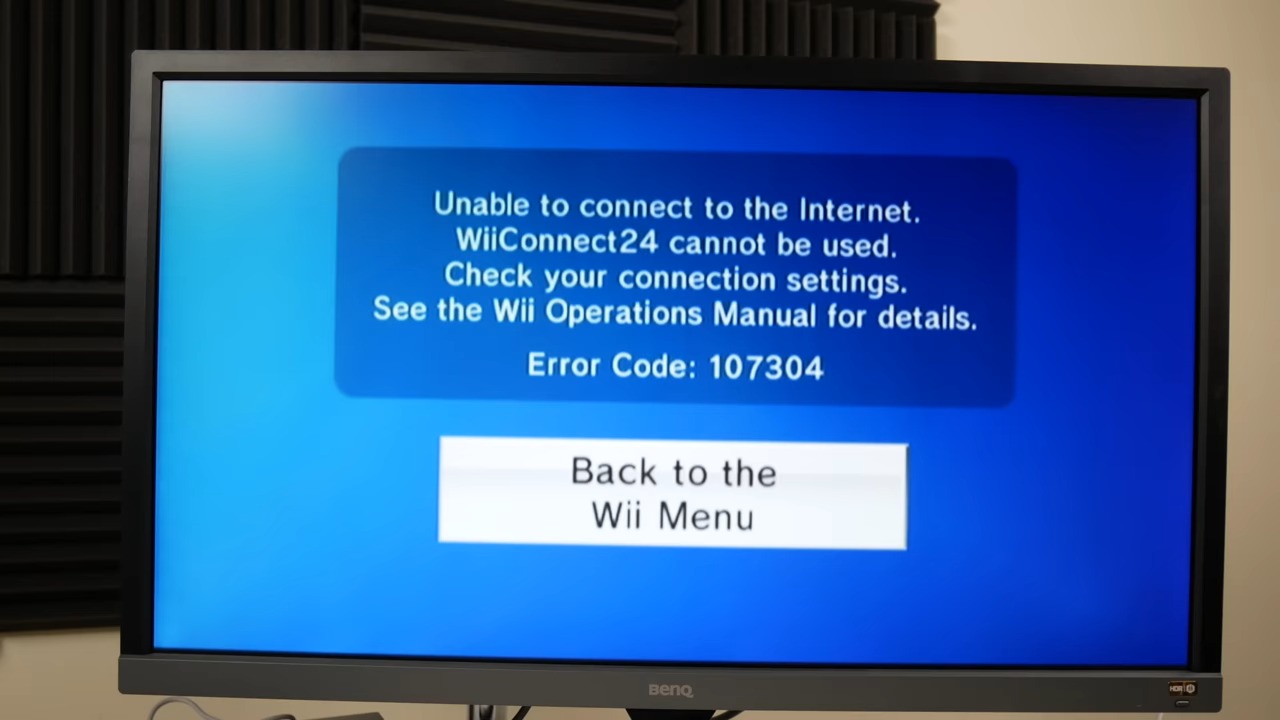 Unable to connect to the Internet.
WiiConnect24 cannot be used.
Check your connection settings.
See the Wii Operations Manual for details.
Error Code: 107304
Back to the
Wii Menu
BenQ
HDR